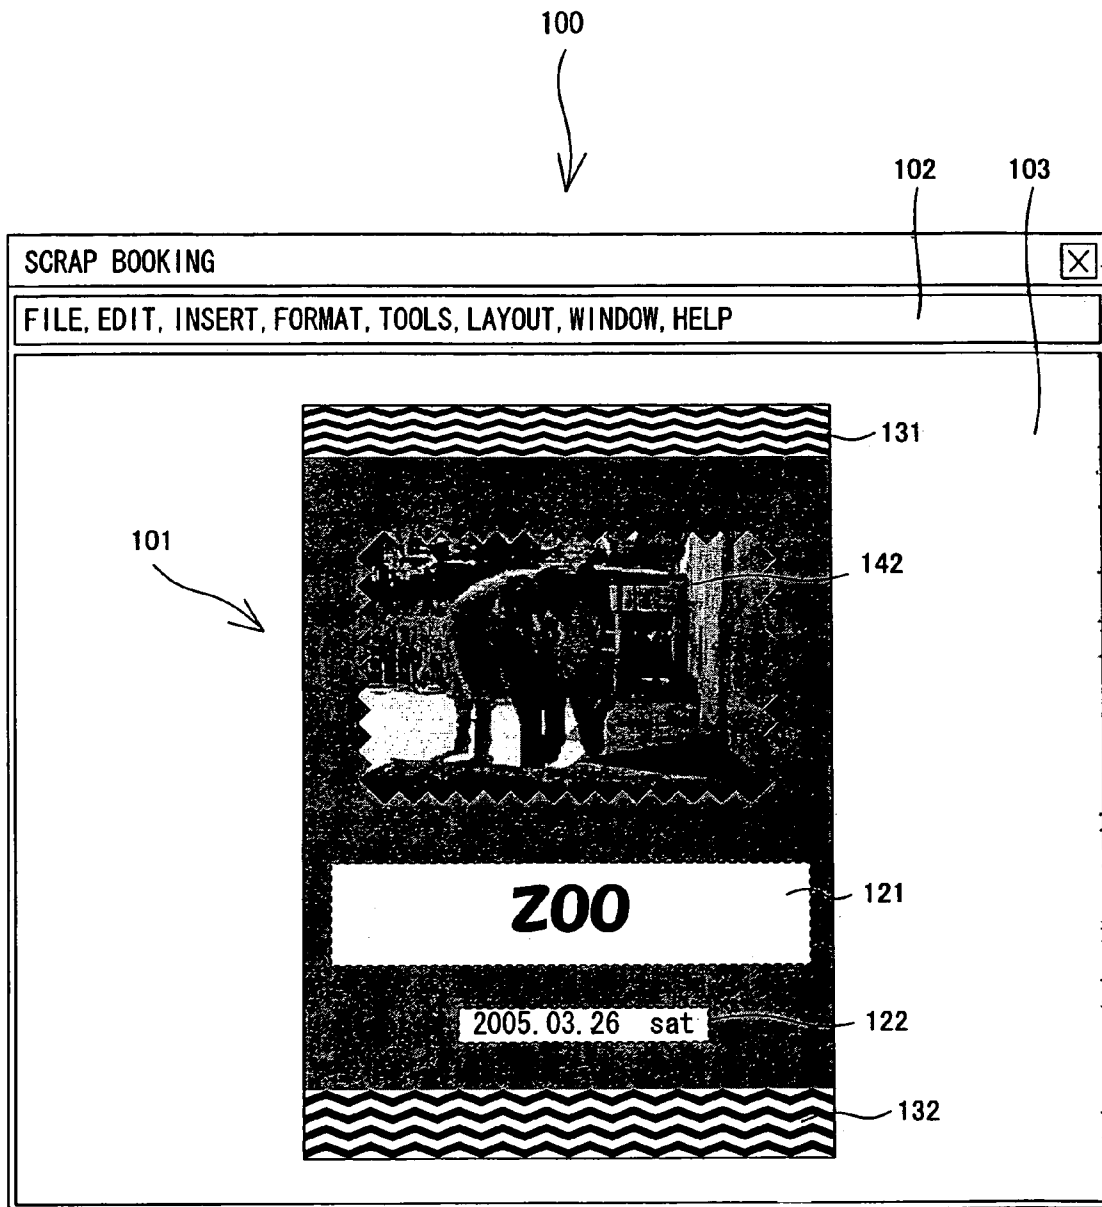 100
102 103
SCRAP BOOKING
FILE, EDIT, INSERT, FORMAT, TOOLS, LAYOUT, WINDOW, HELP
131
101
142
ZOO
121
2005.03.26 sat
122
132